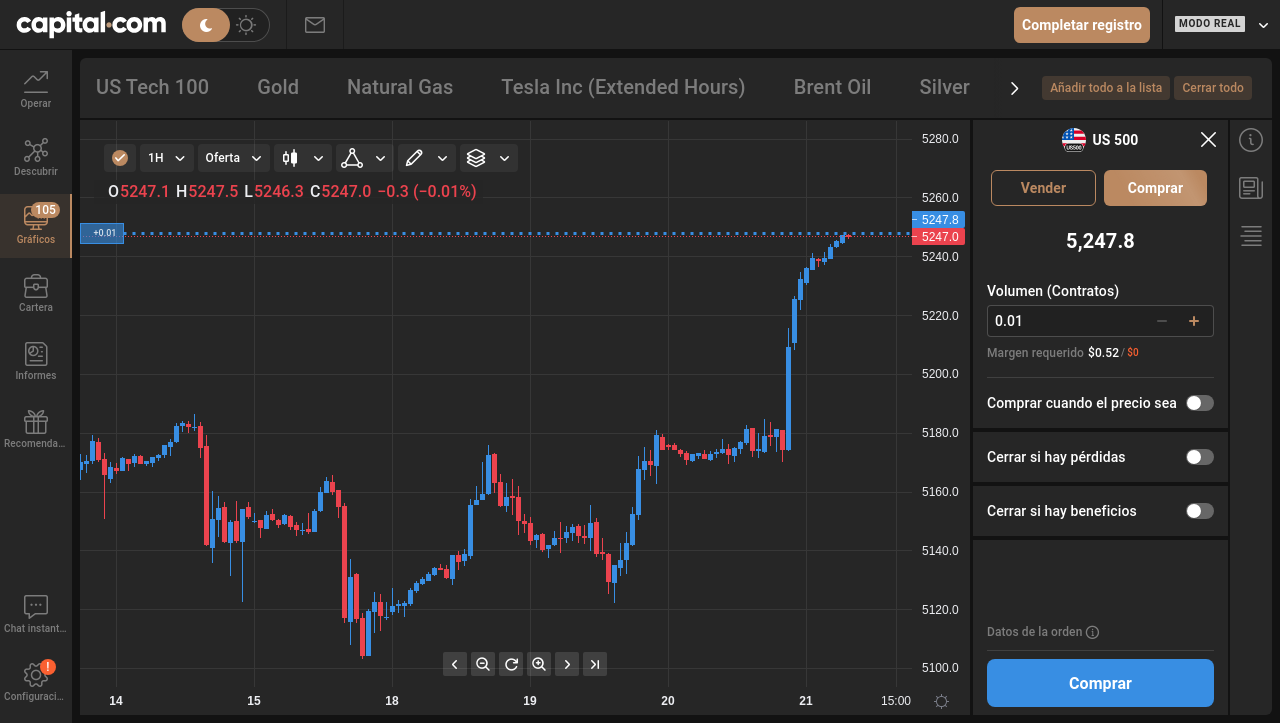 capital.com
Completar registro
MODO REAL
US Tech 100
Gold
Natural Gas
Tesla Inc (Extended Hours)
Brent Oil
Silver
Añadir todo a la lista
Cerrar todo
Operar
Descubrir
105
Gráficos
Cartera
Informes
Recomenda...
Chat instant...
!
Configuraci...
1H
Oferta
O5247.1 H5247.5 L5246.3 C5247.0 −0.3 (−0.01%)
+0.01
5280.0
5260.0
5247.8
5247.0
5240.0
5220.0
5200.0
5180.0
5160.0
5140.0
5120.0
5100.0
14
15
18
19
20
21
15:00
US 500
Vender
Comprar
5,247.8
Volumen (Contratos)
0.01
Margen requerido $0.52 / $0
Comprar cuando el precio sea
Cerrar si hay pérdidas
Cerrar si hay beneficios
Datos de la orden
Comprar